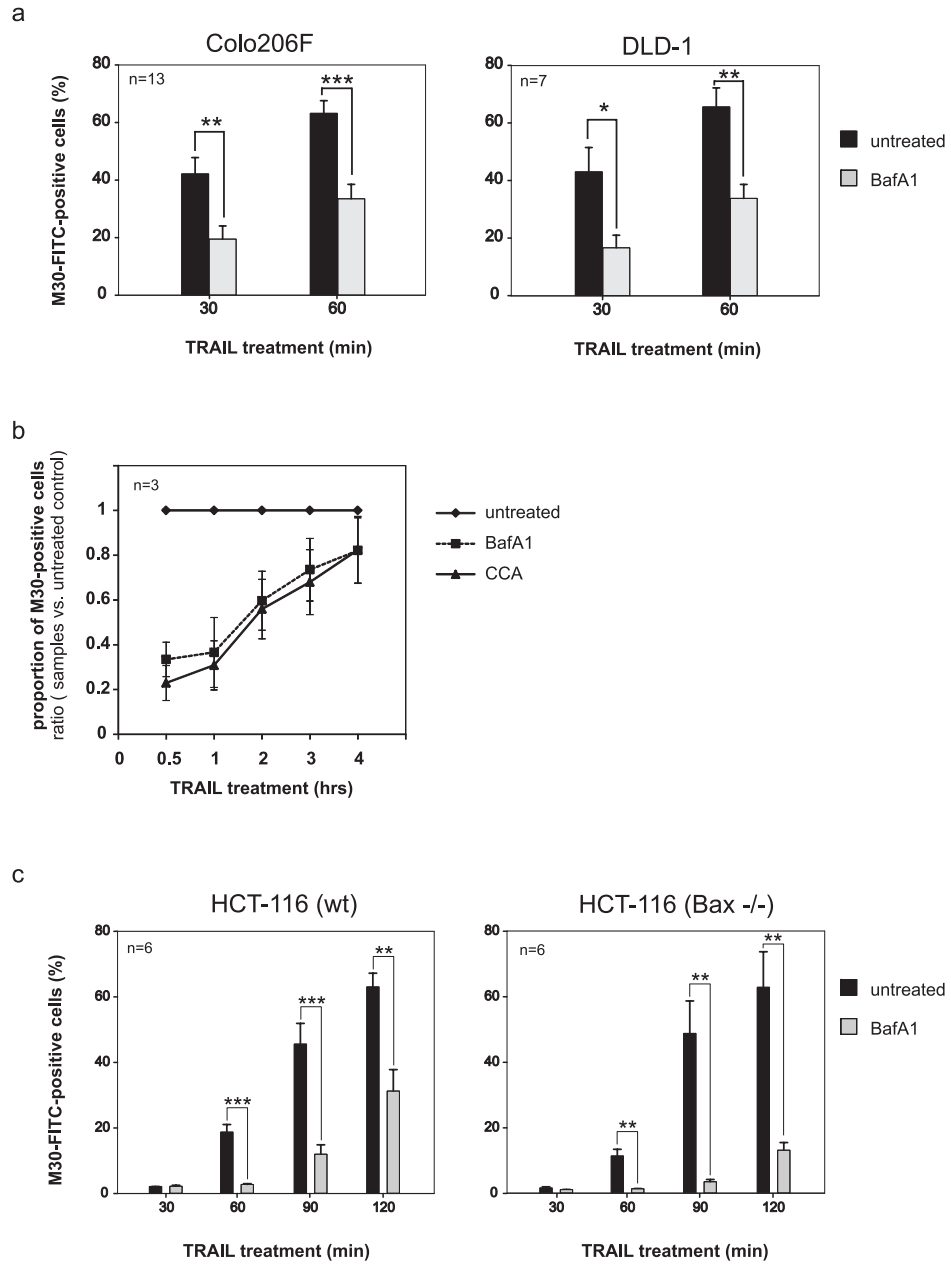 a
Colo206F
DLD-1
M30-FITC-positive cells (%)
80
60
40
20
0
n=13
**
***
30
60
TRAIL treatment (min)
80
60
40
20
0
n=7
*
**
30
60
TRAIL treatment (min)
untreated
BafA1
b
proportion of M30-positive cells
ratio ( samples vs. untreated control)
1
0.8
0.6
0.4
0.2
0
n=3
0
0.5
1
2
3
4
TRAIL treatment (hrs)
untreated
BafA1
CCA
c
HCT-116 (wt)
HCT-116 (Bax -/-)
M30-FITC-positive cells (%)
80
60
40
20
0
n=6
***
***
**
30
60
90
120
TRAIL treatment (min)
80
60
40
20
0
n=6
**
**
**
30
60
90
120
TRAIL treatment (min)
untreated
BafA1